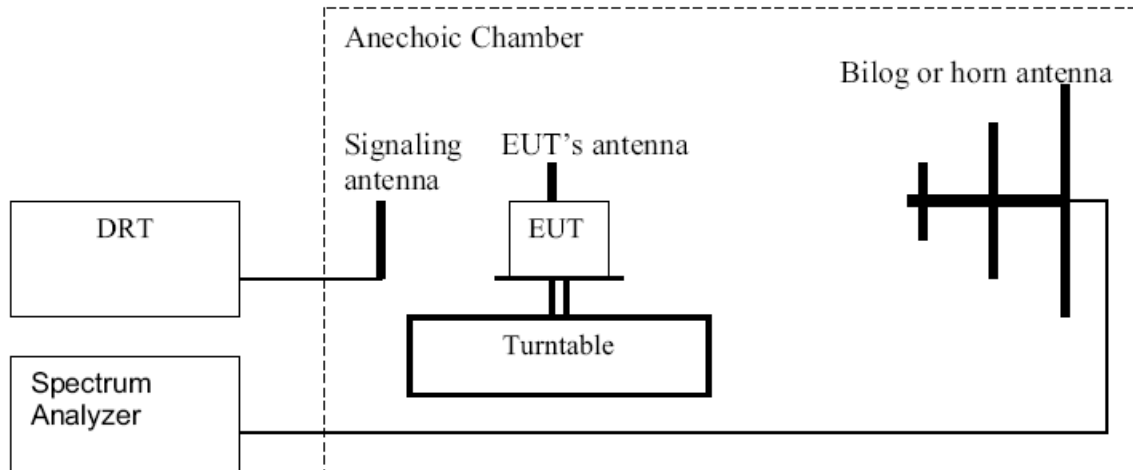 Anechoic Chamber
Bilog or horn antenna
Signaling
antenna
EUT's antenna
DRT
EUT
Turntable
Spectrum
Analyzer